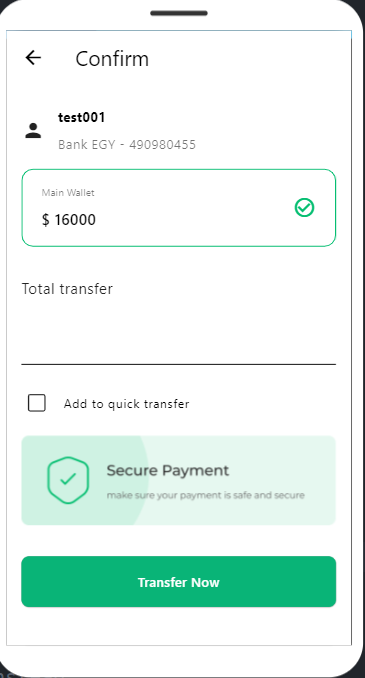 Confirm
test001
Bank EGY - 490980455
Main Wallet
$ 16000
Total transfer
Add to quick transfer
Secure Payment
make sure your payment is safe and secure
Transfer Now